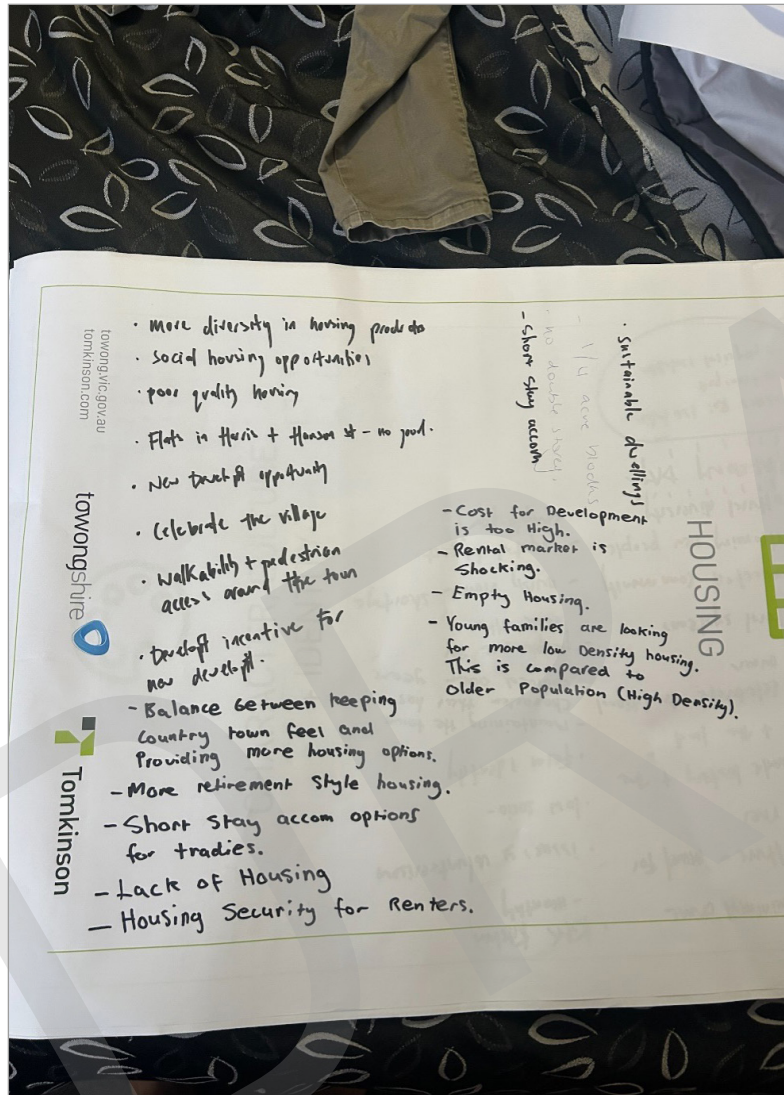 HOUSING
· sustainable dwellings
- 1/4 acre blocks
- no double storey.
- Short stay accom
· More diversity in housing products
· social housing opportunities
· poor quality housing
· Flats in Harris + Hanson st - no good.
· New Develpt opportunity
· Celebrate the village
· Walkability + pedestrian
access around the town
· Develpt incentive for
new develpt.
- Balance between keeping
Country town feel and
Providing more housing options.
- More retirement style housing.
- Short stay accom options
for tradies.
- Lack of Housing
- Housing Security for Renters.
- Cost for Development
is too High.
- Rental market is
Shocking.
- Empty Housing.
- Young families are looking
for more low Density housing.
This is compared to
Older Population (High Density).
towong.vic.gov.au
tomkinson.com
towongshire
Tomkinson